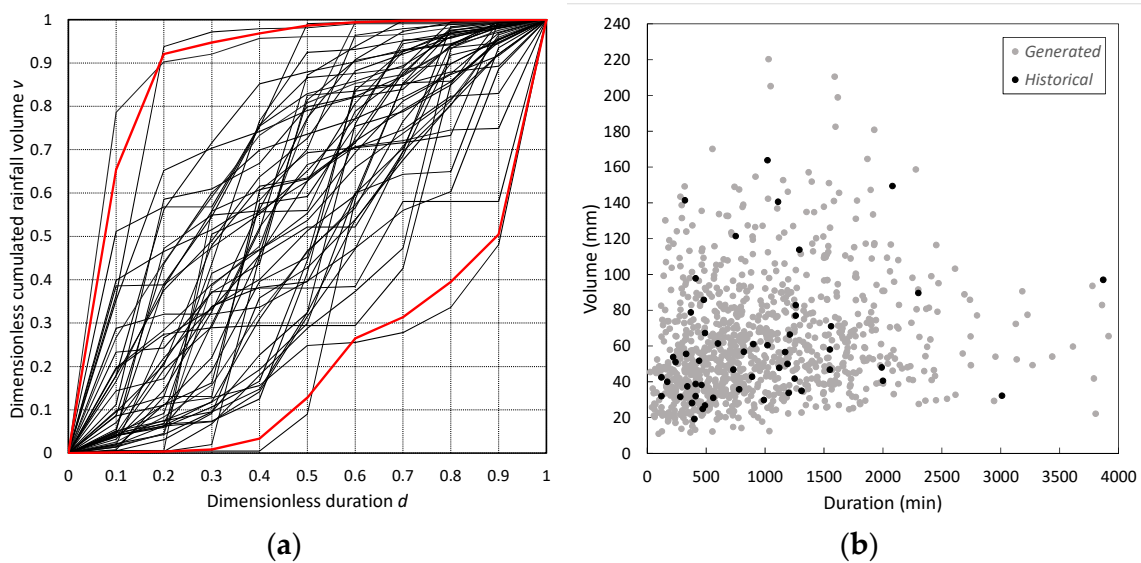 Dimensionless cumulated rainfall volume v
1
0.9
0.8
0.7
0.6
0.5
0.4
0.3
0.2
0.1
0
0 0.1 0.2 0.3 0.4 0.5 0.6 0.7 0.8 0.9 1
Dimensionless duration d
(a)
Volume (mm)
240
220
200
180
160
140
120
100
80
60
40
20
0
0 500 1000 1500 2000 2500 3000 3500 4000
Duration (min)
Generated
Historical
(b)